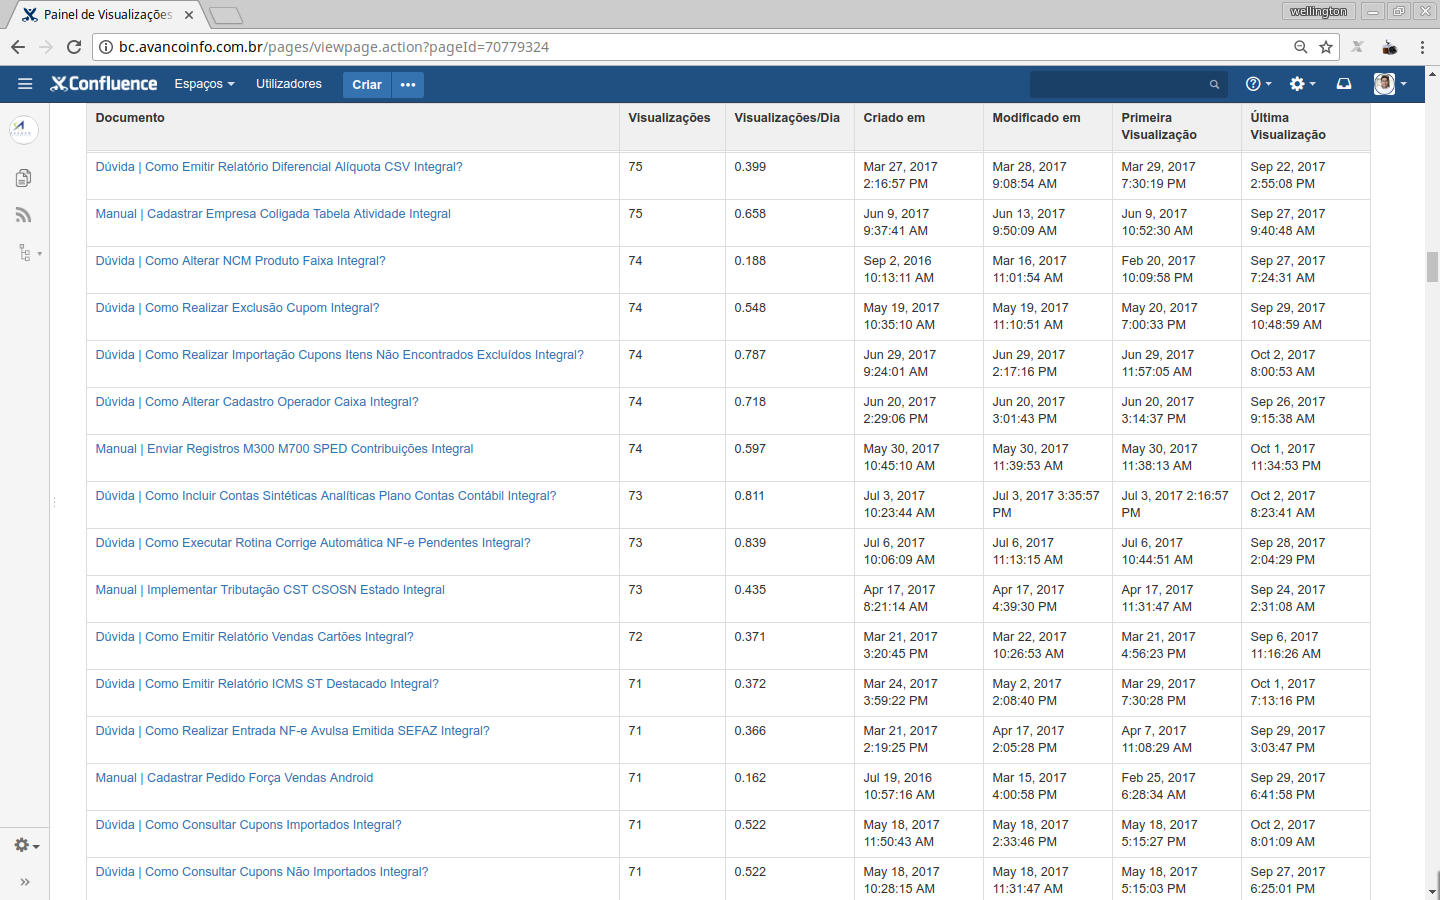 Painel de Visualizações
wellington
bc.avancoinfo.com.br/pages/viewpage.action?pageId=70779324
Confluence Espaços Utilizadores Criar •••
Documento Visualizações Visualizações/Dia Criado em Modificado em Primeira Última
Visualização Visualização
Dúvida | Como Emitir Relatório Diferencial Alíquota CSV Integral? 75 0.399 Mar 27, 2017 Mar 28, 2017 Mar 29, 2017 Sep 22, 2017
2:16:57 PM 9:08:54 AM 7:30:19 PM 2:55:08 PM
Manual | Cadastrar Empresa Coligada Tabela Atividade Integral 75 0.658 Jun 9, 2017 Jun 13, 2017 Jun 9, 2017 Sep 27, 2017
9:37:41 AM 9:50:09 AM 10:52:30 AM 9:40:48 AM
Dúvida | Como Alterar NCM Produto Faixa Integral? 74 0.188 Sep 2, 2016 Mar 16, 2017 Feb 20, 2017 Sep 27, 2017
10:13:11 AM 11:01:54 AM 10:09:58 PM 7:24:31 AM
Dúvida | Como Realizar Exclusão Cupom Integral? 74 0.548 May 19, 2017 May 19, 2017 May 20, 2017 Sep 29, 2017
10:35:10 AM 11:10:51 AM 7:00:33 PM 10:48:59 AM
Dúvida | Como Realizar Importação Cupons Itens Não Encontrados Excluídos Integral? 74 0.787 Jun 29, 2017 Jun 29, 2017 Jun 29, 2017 Oct 2, 2017
9:24:01 AM 2:17:16 PM 11:57:05 AM 8:00:53 AM
Dúvida | Como Alterar Cadastro Operador Caixa Integral? 74 0.718 Jun 20, 2017 Jun 20, 2017 Jun 20, 2017 Sep 26, 2017
2:29:06 PM 3:01:43 PM 3:14:37 PM 9:15:38 AM
Manual | Enviar Registros M300 M700 SPED Contribuições Integral 74 0.597 May 30, 2017 May 30, 2017 May 30, 2017 Oct 1, 2017
10:45:10 AM 11:39:53 AM 11:38:13 AM 11:34:53 PM
Dúvida | Como Incluir Contas Sintéticas Analíticas Plano Contas Contábil Integral? 73 0.811 Jul 3, 2017 Jul 3, 2017 3:35:57 Jul 3, 2017 2:16:57 Oct 2, 2017
10:23:44 AM PM PM 8:23:41 AM
Dúvida | Como Executar Rotina Corrige Automática NF-e Pendentes Integral? 73 0.839 Jul 6, 2017 Jul 6, 2017 Jul 6, 2017 Sep 28, 2017
10:06:09 AM 11:13:15 AM 10:44:51 AM 2:04:29 PM
Manual | Implementar Tributação CST CSOSN Estado Integral 73 0.435 Apr 17, 2017 Apr 17, 2017 Apr 17, 2017 Sep 24, 2017
8:21:14 AM 4:39:30 PM 11:31:47 AM 2:31:08 AM
Dúvida | Como Emitir Relatório Vendas Cartões Integral? 72 0.371 Mar 21, 2017 Mar 22, 2017 Mar 21, 2017 Sep 6, 2017
3:20:45 PM 10:26:53 AM 4:56:23 PM 11:16:26 AM
Dúvida | Como Emitir Relatório ICMS ST Destacado Integral? 71 0.372 Mar 24, 2017 May 2, 2017 Mar 29, 2017 Oct 1, 2017
3:59:22 PM 2:08:40 PM 7:30:28 PM 7:13:16 PM
Dúvida | Como Realizar Entrada NF-e Avulsa Emitida SEFAZ Integral? 71 0.366 Mar 21, 2017 Apr 17, 2017 Apr 7, 2017 Sep 29, 2017
2:19:25 PM 2:05:28 PM 11:08:29 AM 3:03:47 PM
Manual | Cadastrar Pedido Força Vendas Android 71 0.162 Jul 19, 2016 Mar 15, 2017 Feb 25, 2017 Sep 29, 2017
10:57:16 AM 4:00:58 PM 6:28:34 AM 6:41:58 PM
Dúvida | Como Consultar Cupons Importados Integral? 71 0.522 May 18, 2017 May 18, 2017 May 18, 2017 Oct 2, 2017
11:50:43 AM 2:33:46 PM 5:15:27 PM 8:01:09 AM
Dúvida | Como Consultar Cupons Não Importados Integral? 71 0.522 May 18, 2017 May 18, 2017 May 18, 2017 Sep 27, 2017
10:28:15 AM 11:31:47 AM 5:15:03 PM 6:25:01 PM